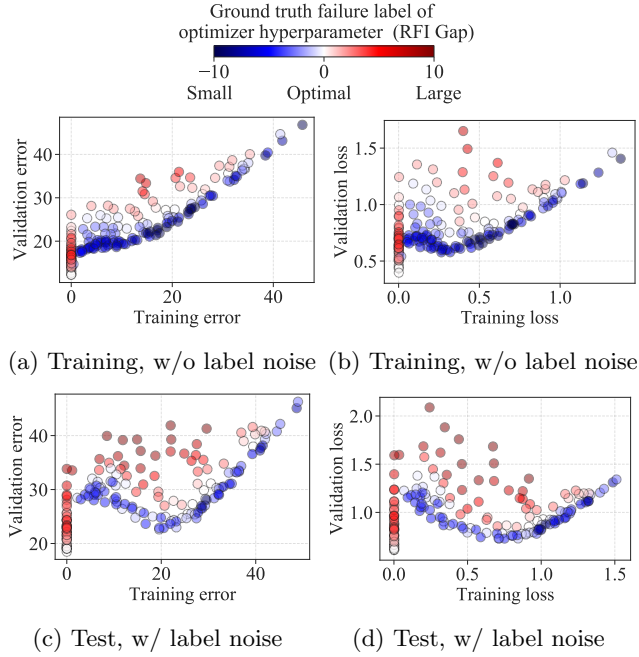 Ground truth failure label of
optimizer hyperparameter (RFI Gap)
−10 0 10
Small Optimal Large
Validation error
40
30
20
0 20 40
Training error
Validation loss
1.5
1.0
0.5
0.0 0.5 1.0
Training loss
(a) Training, w/o label noise (b) Training, w/o label noise
Validation error
40
30
20
0 20 40
Training error
Validation loss
2.0
1.5
1.0
0.0 0.5 1.0 1.5
Training loss
(c) Test, w/ label noise (d) Test, w/ label noise